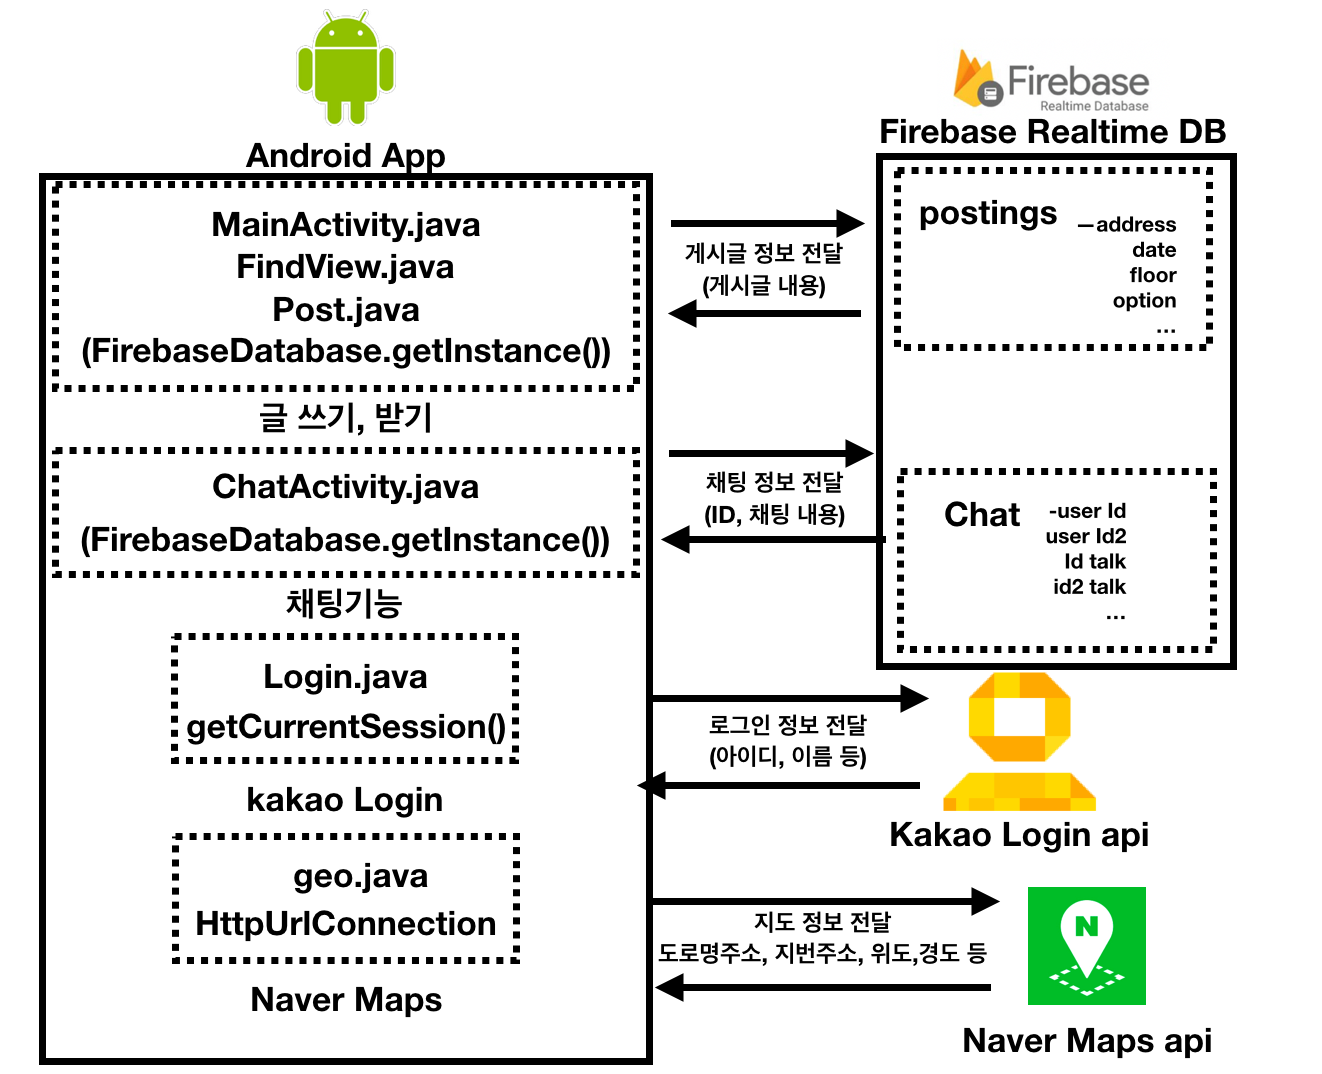 Android App
MainActivity.java
FindView.java
Post.java
(FirebaseDatabase.getInstance())
글 쓰기, 받기
ChatActivity.java
(FirebaseDatabase.getInstance())
채팅기능
Login.java
getCurrentSession()
kakao Login
geo.java
HttpUrlConnection
Naver Maps
게시글 정보 전달
(게시글 내용)
채팅 정보 전달
(ID, 채팅 내용)
로그인 정보 전달
(아이디, 이름 등)
지도 정보 전달
도로명주소, 지번주소, 위도,경도 등
Firebase
Realtime Database
Firebase Realtime DB
postings
—address
date
floor
option
...
Chat
-user Id
user Id2
Id talk
id2 talk
...
Kakao Login api
N
Naver Maps api